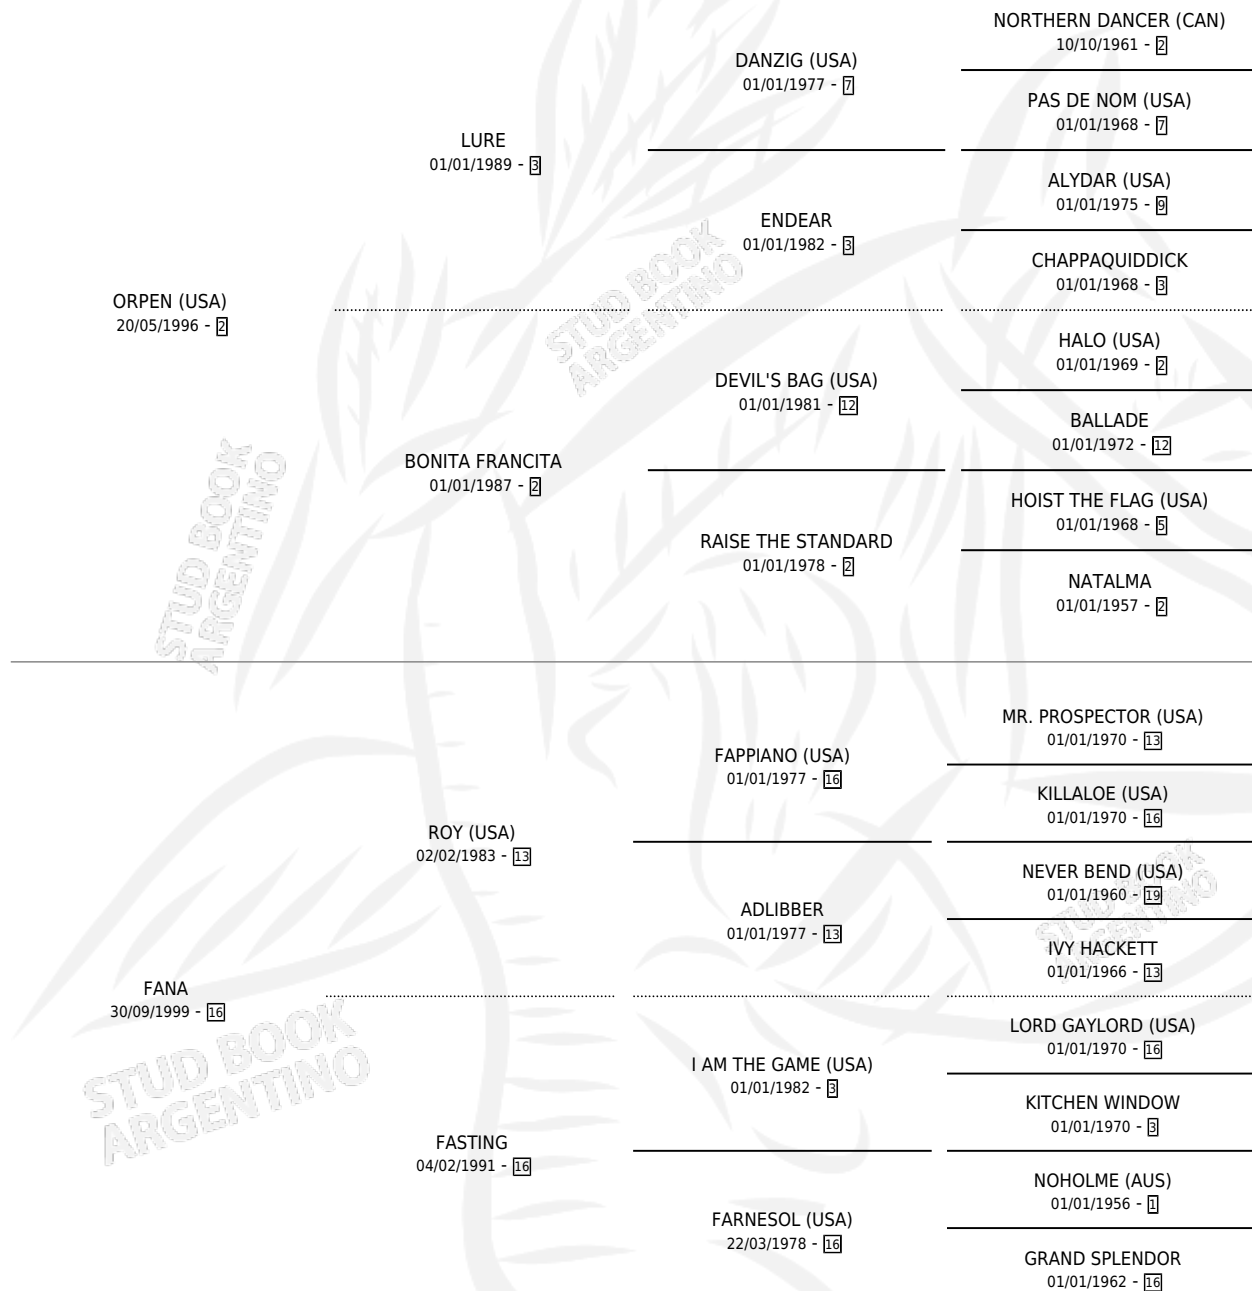 NORTHERN DANCER (CAN)
10/10/1961 - 2
DANZIG (USA)
01/01/1977 - 7
PAS DE NOM (USA)
01/01/1968 - 7
LURE
01/01/1989 - 3
ALYDAR (USA)
01/01/1975 - 9
ENDEAR
01/01/1982 - 3
CHAPPAQUIDDICK
01/01/1968 - 3
ORPEN (USA)
20/05/1996 - 2
STUD BOOK
ARGENTINO
HALO (USA)
01/01/1969 - 2
DEVIL'S BAG (USA)
01/01/1981 - 12
BALLADE
01/01/1972 - 12
BONITA FRANCITA
01/01/1987 - 2
HOIST THE FLAG (USA)
01/01/1968 - 5
RAISE THE STANDARD
01/01/1978 - 2
NATALMA
01/01/1957 - 2
STUD BOOK
ARGENTINO
MR. PROSPECTOR (USA)
01/01/1970 - 13
FAPPIANO (USA)
01/01/1977 - 16
KILLALOE (USA)
01/01/1970 - 16
ROY (USA)
02/02/1983 - 13
NEVER BEND (USA)
01/01/1960 - 19
STUD BOOK
ARGENTINO
ADLIBBER
01/01/1977 - 13
IVY HACKETT
01/01/1966 - 13
FANA
30/09/1999 - 16
LORD GAYLORD (USA)
01/01/1970 - 16
STUD BOOK
ARGENTINO
I AM THE GAME (USA)
01/01/1982 - 3
KITCHEN WINDOW
01/01/1970 - 3
FASTING
04/02/1991 - 16
NOHOLME (AUS)
01/01/1956 - 1
FARNESOL (USA)
22/03/1978 - 16
GRAND SPLENDOR
01/01/1962 - 16